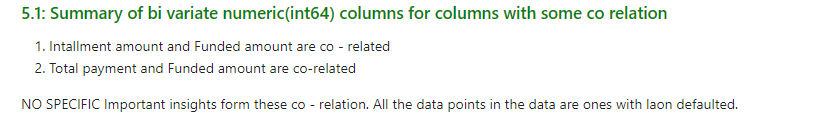 5.1: Summary of bi variate numeric(int64) columns for columns with some co relation
1. Intallment amount and Funded amount are co - related
2. Total payment and Funded amount are co-related
NO SPECIFIC Important insights form these co - relation. All the data points in the data are ones with laon defaulted.